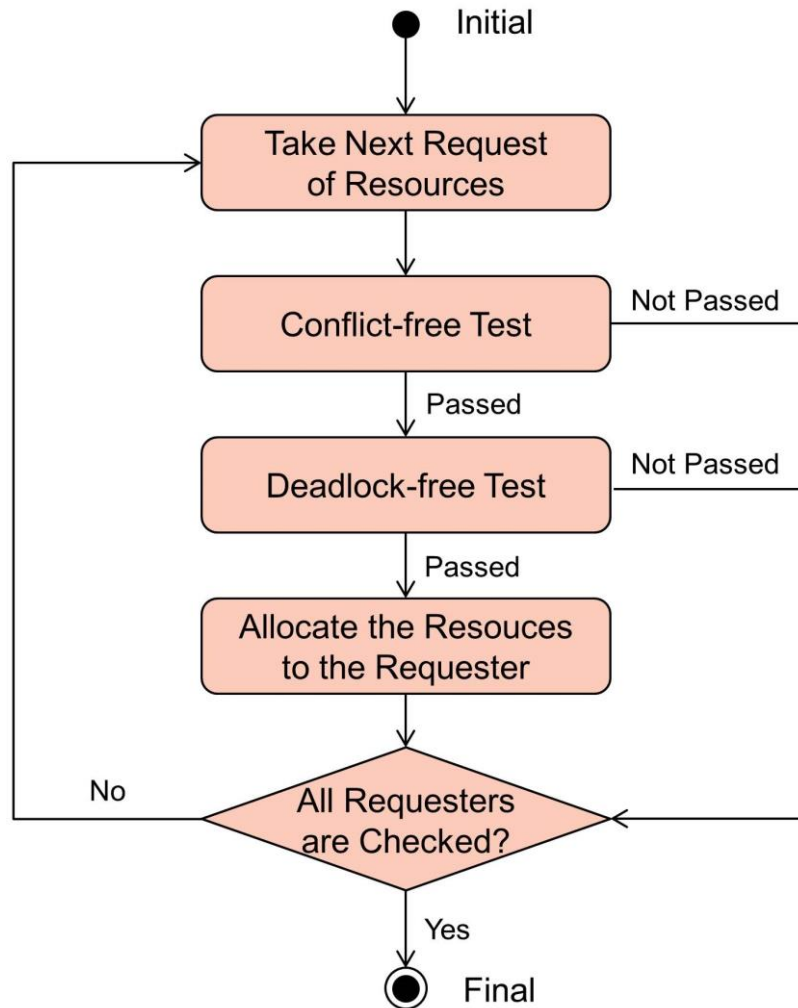 Initial
Take Next Request
of Resources
Conflict-free Test
Not Passed
Passed
Deadlock-free Test
Not Passed
Passed
Allocate the Resouces
to the Requester
No
All Requesters
are Checked?
Yes
Final